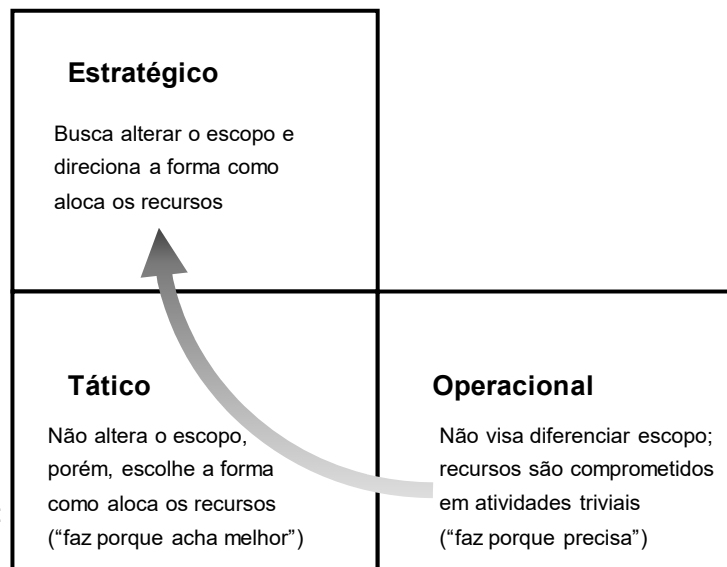 Estratégico
Busca alterar o escopo e
direciona a forma como
aloca os recursos
Tático
Não altera o escopo,
porém, escolhe a forma
como aloca os recursos
(“faz porque acha melhor”)
Operacional
Não visa diferenciar escopo;
recursos são comprometidos
em atividades triviais
(“faz porque precisa”)